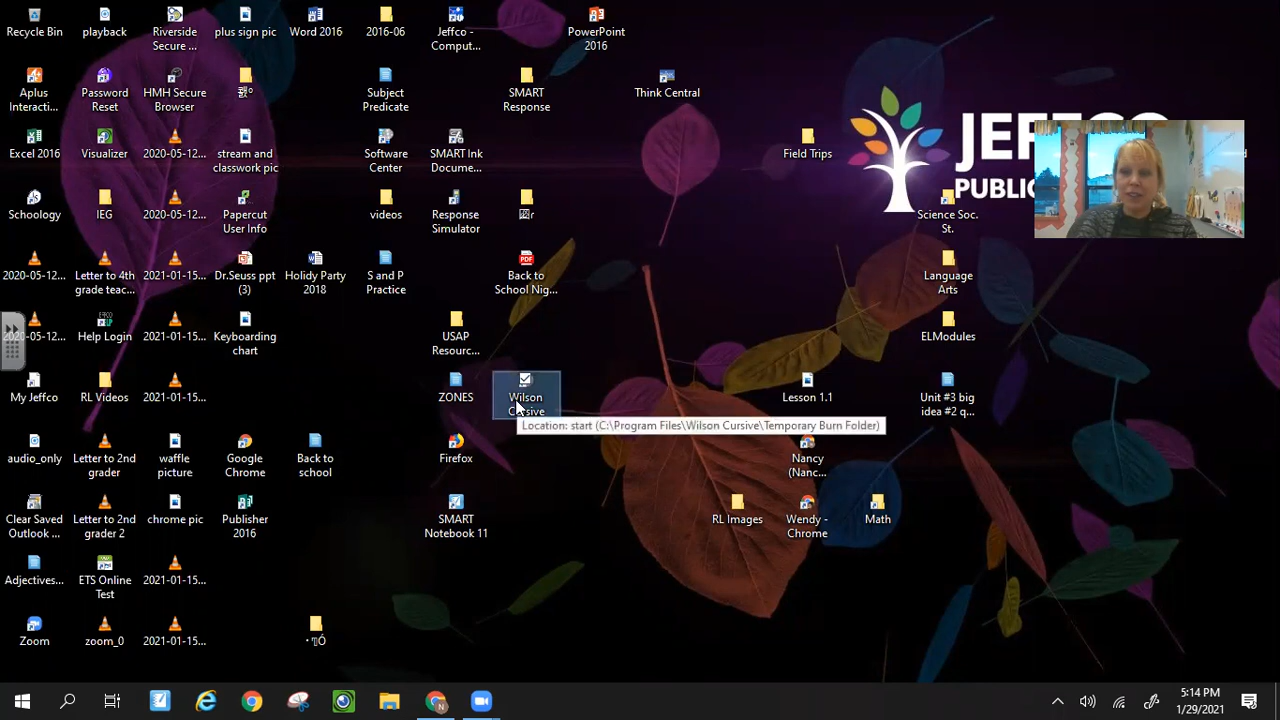 Recycle Bin
playback
Riverside
Secure ...
plus sign pic
Word 2016
2016-06
Jeffco -
Comput...
PowerPoint
2016
Aplus
Interacti...
Password
Reset
HMH Secure
Browser
Subject
Predicate
SMART
Response
Think Central
Excel 2016
Visualizer
2020-05-12...
stream and
classwork pic
Software
Center
SMART Ink
Docume...
Field Trips
JEFFCO
PUBLIC
Schoology
IEG
2020-05-12...
Papercut
User Info
videos
Response
Simulator
Science Soc.
St.
2020-05-12...
Letter to 4th
grade teac...
2021-01-15...
Dr.Seuss ppt
(3)
Holidy Party
2018
S and P
Practice
Back to
School Nig...
Language
Arts
2020-05-12...
Help Login
2021-01-15...
Keyboarding
chart
USAP
Resourc...
ELModules
My Jeffco
RL Videos
2021-01-15...
ZONES
Wilson
Cursive
Lesson 1.1
Unit #3 big
idea #2 q...
Location: start (C:\Program Files\Wilson Cursive\Temporary Burn Folder)
audio_only
Letter to 2nd
grader
waffle
picture
Google
Chrome
Back to
school
Firefox
Nancy
(Nanc...
Clear Saved
Outlook ...
Letter to 2nd
grader 2
chrome pic
Publisher
2016
SMART
Notebook 11
RL Images
Wendy -
Chrome
Math
Adjectives...
ETS Online
Test
2021-01-15...
Zoom
zoom_0
2021-01-15...
5:14 PM
1/29/2021